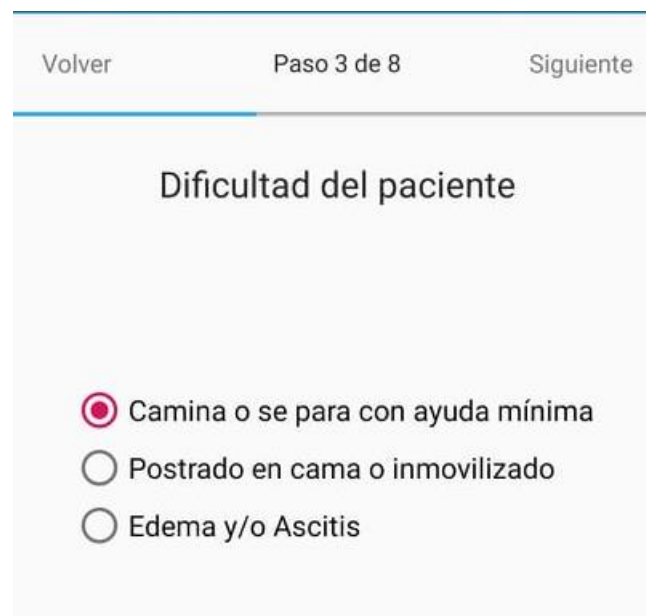 Volver Paso 3 de 8 Siguiente
Dificultad del paciente
Camina o se para con ayuda mínima
Postrado en cama o inmovilizado
Edema y/o Ascitis